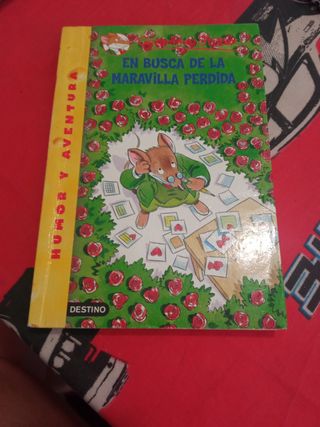 EN BUSCA DE LA
MARAVILLA PERDIDA
HUMOR Y AVENTURA
DESTINO